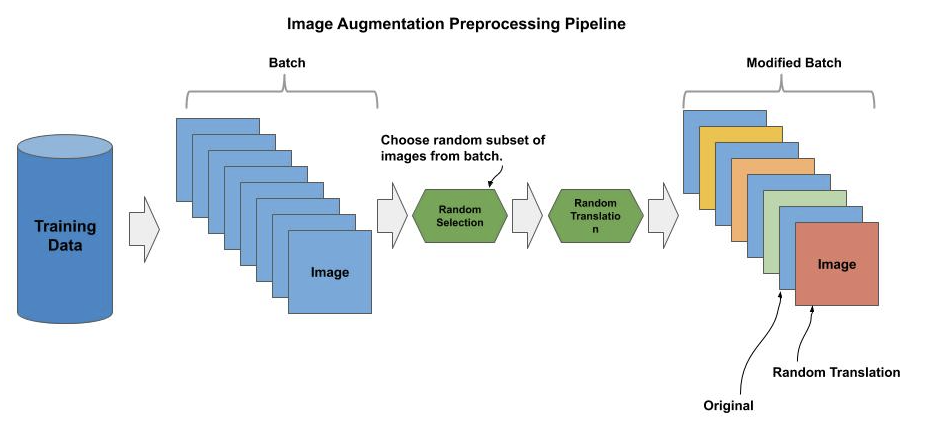 Image Augmentation Preprocessing Pipeline
Batch
Modified Batch
Choose random subset of
images from batch.
Training
Data
Random
Selection
Random
Translatio
n
Image
Image
Random Translation
Original